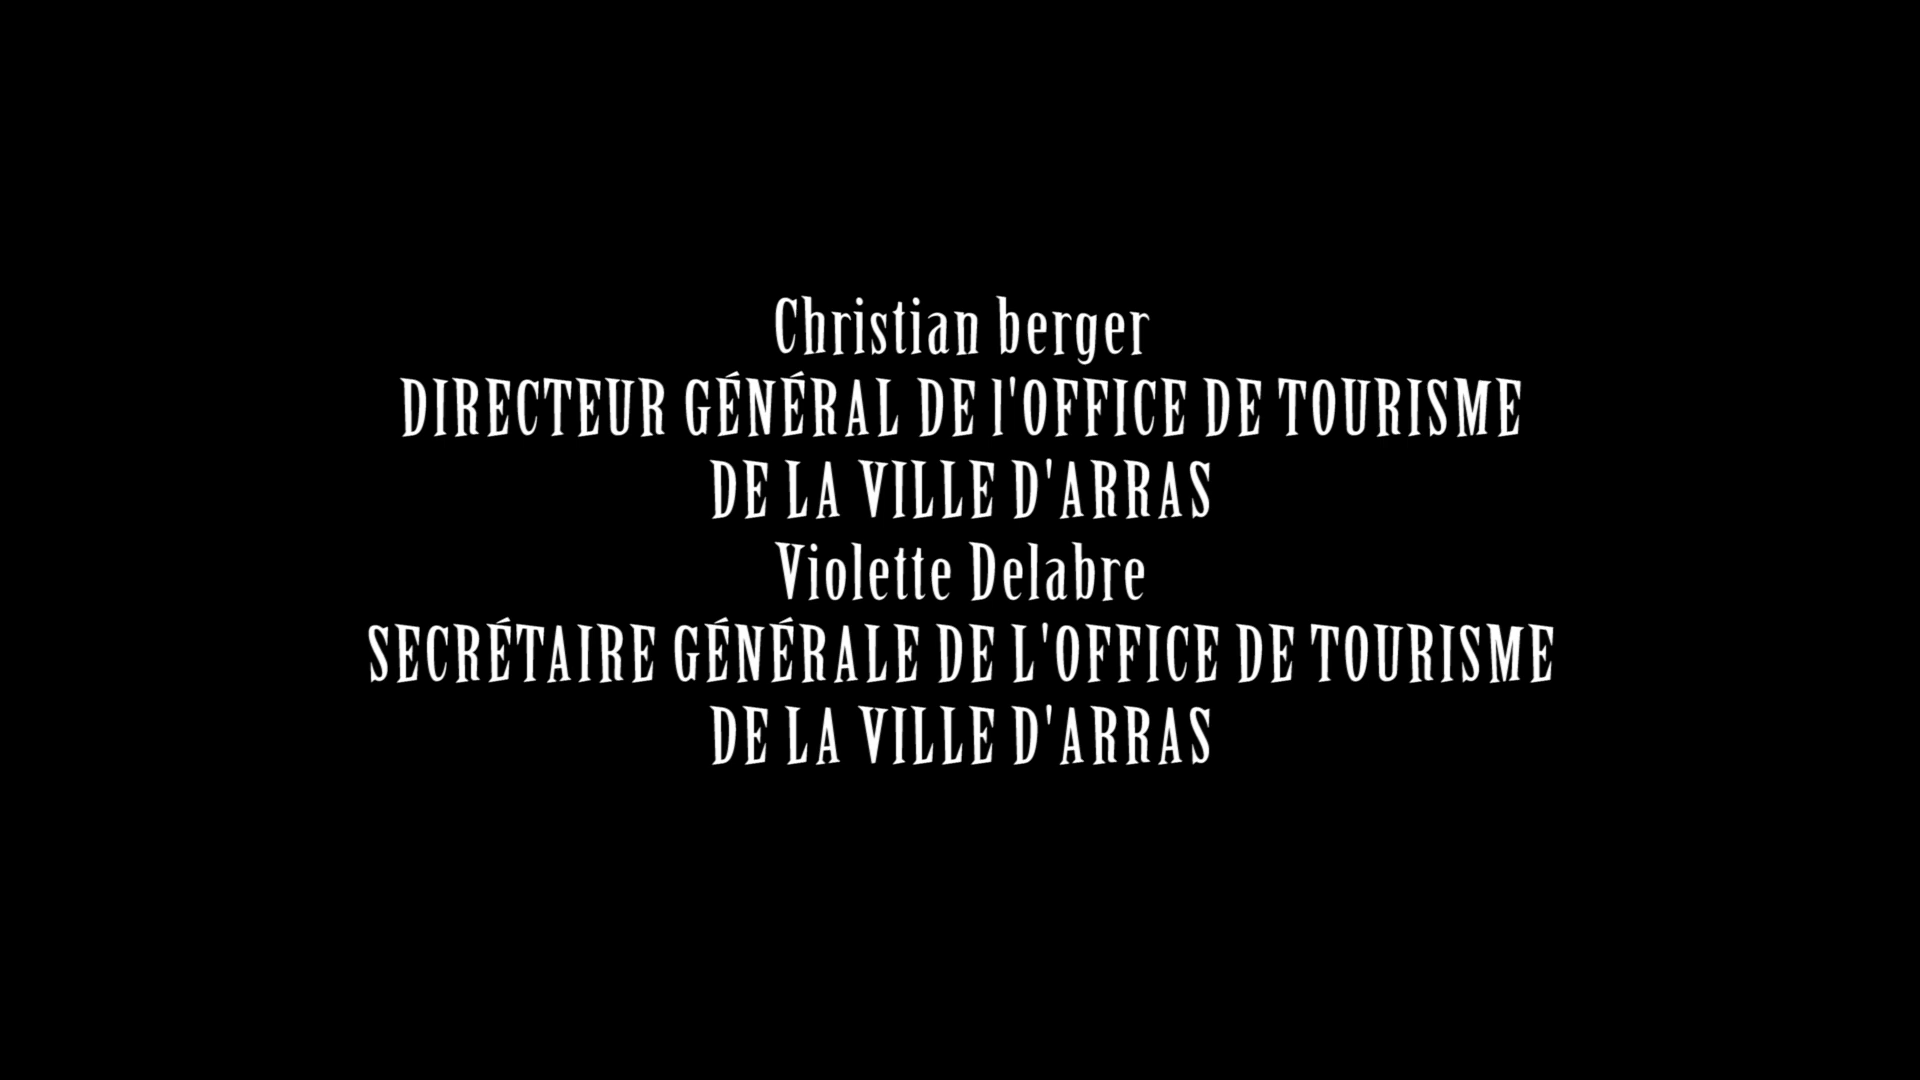 Christian berger
DIRECTEUR GÉNÉRAL DE l'OFFICE DE TOURISME
DE LA VILLE D'ARRAS
Violette Delabre
SECRÉTAIRE GÉNÉRALE DE L'OFFICE DE TOURISME
DE LA VILLE D'ARRAS